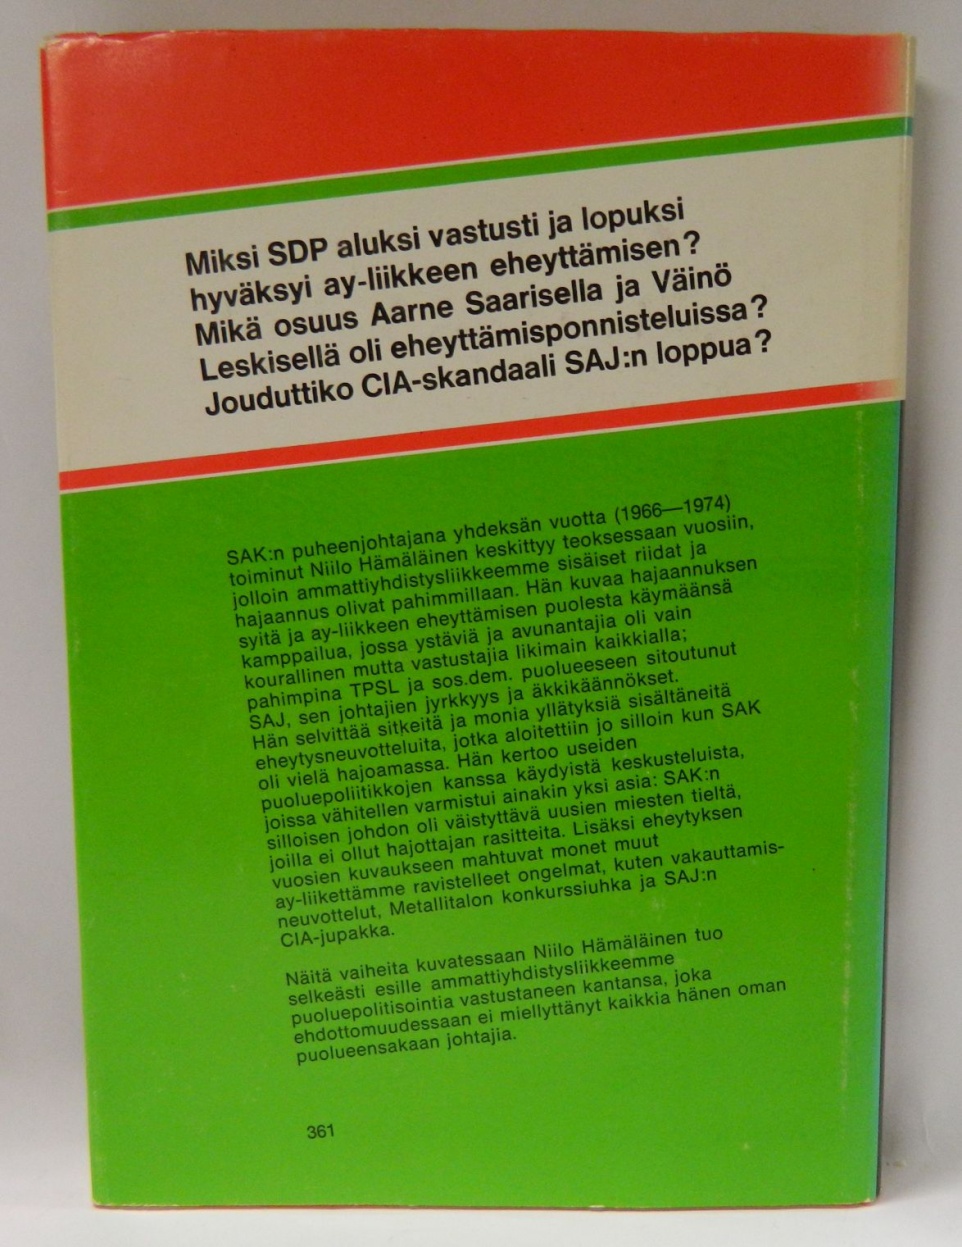 Miksi SDP aluksi vastusti ja lopuksi
hyväksyi ay-liikkeen eheyttämisen?
Mikä osuus Aarne Saarisella ja Väinö
Leskisellä oli eheyttämisponnisteluissa?
Jouduttiko CIA-skandaali SAJ:n loppua?
SAK:n puheenjohtajana yhdeksän vuotta (1966—1974)
toiminut Niilo Hämäläinen keskittyy teoksessaan vuosiin,
jolloin ammattiyhdistysliikkeemme sisäiset riidat ja
hajaannus olivat pahimmillaan. Hän kuvaa hajaannuksen
syitä ja ay-liikkeen eheyttämisen puolesta käymäänsä
kamppailua, jossa ystäviä ja avunantajia oli vain
kourallinen mutta vastustajia likimain kaikkialla;
pahimpina TPSL ja sos.dem. puolueeseen sitoutunut
SAJ, sen johtajien jyrkkyys ja äkkikäännökset.
Hän selvittää sitkeitä ja monia yllätyksiä sisältäneitä
eheytysneuvotteluita, jotka aloitettiin jo silloin kun SAK
oli vielä hajoamassa. Hän kertoo useiden
puoluepoliitikkojen kanssa käydyistä keskusteluista,
joissa vähitellen varmistui ainakin yksi asia: SAK:n
silloisen johdon oli väistyttävä uusien miesten tieltä,
joilla ei ollut hajottajan rasitteita. Lisäksi eheytyksen
vuosien kuvaukseen mahtuvat monet muut
ay-liikettämme ravistelleet ongelmat, kuten vakauttamis-
neuvottelut, Metallitalon konkurssiuhka ja SAJ:n
CIA-jupakka.
Näitä vaiheita kuvatessaan Niilo Hämäläinen tuo
selkeästi esille ammattiyhdistysliikkeemme
puoluepolitisointia vastustaneen kantansa, joka
ehdottomuudessaan ei miellyttänyt kaikkia hänen oman
puolueensakaan johtajia.
361